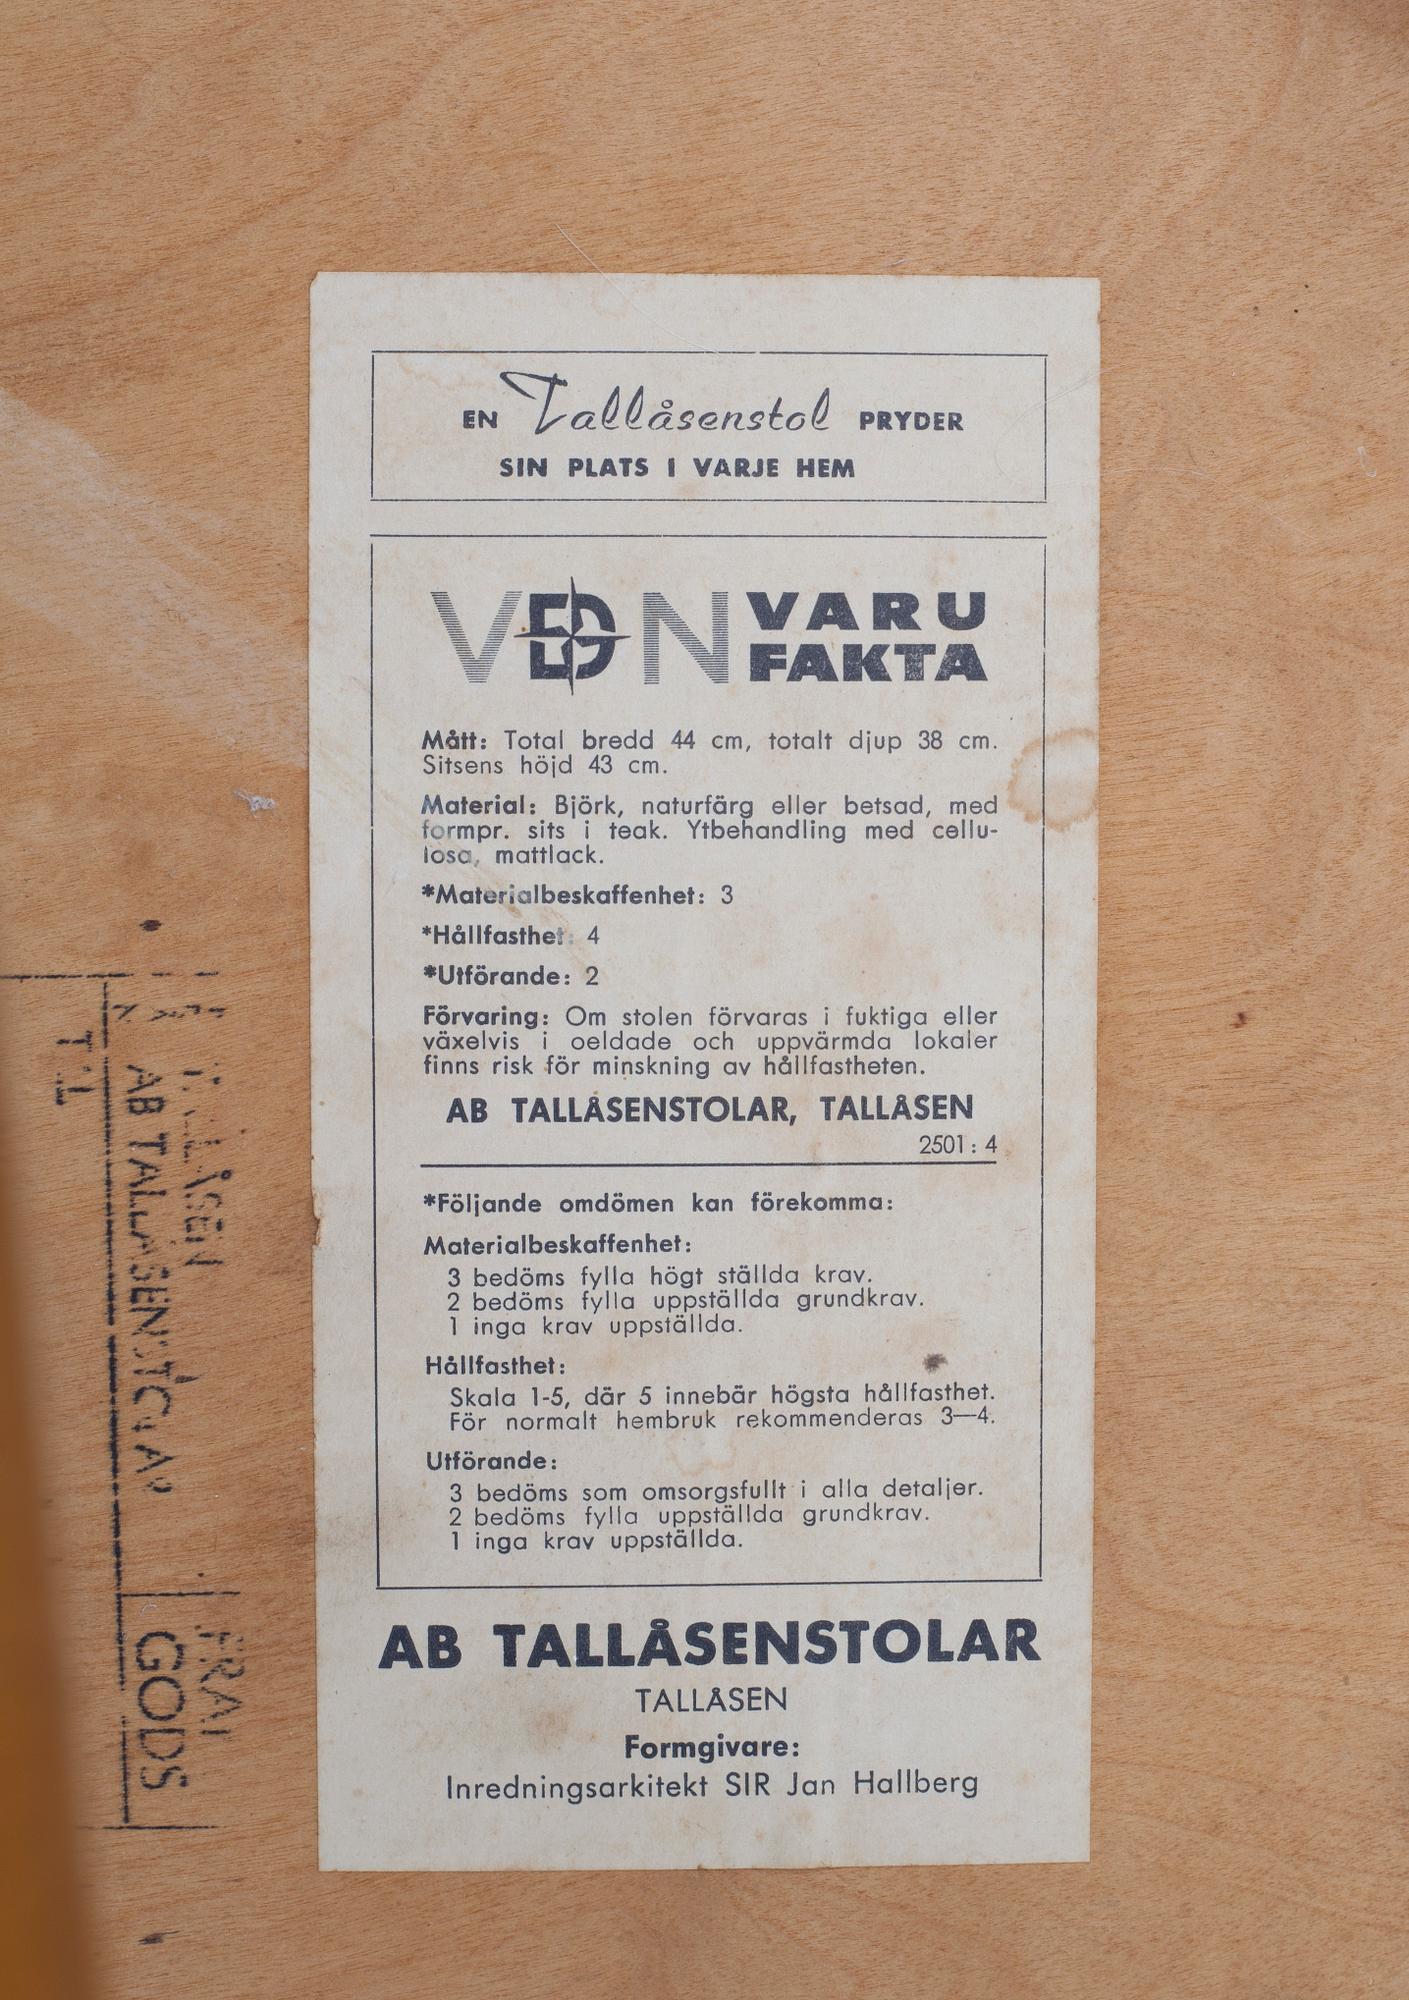 EN Tallåsenstol PRYDER
SIN PLATS I VARJE HEM
VDN VARU
FAKTA
Mått: Total bredd 44 cm, totalt djup 38 cm.
Sitsens höjd 43 cm.
Material: Björk, naturfärg eller betsad, med
formpr. sits i teak. Ytbehandling med cellu-
losa, mattlack.
*Materialbeskaffenhet: 3
*Hållfasthet: 4
*Utförande: 2
Förvaring: Om stolen förvaras i fuktiga eller
växelvis i oeldade och uppvärmda lokaler
finns risk för minskning av hållfastheten.
AB TALLÅSENSTOLAR, TALLÅSEN
2501 : 4
*Följande omdömen kan förekomma:
Materialbeskaffenhet:
3 bedöms fylla högt ställda krav.
2 bedöms fylla uppställda grundkrav.
1 inga krav uppställda.
Hållfasthet:
Skala 1-5, där 5 innebär högsta hållfasthet.
För normalt hembruk rekommenderas 3—4.
Utförande:
3 bedöms som omsorgsfullt i alla detaljer.
2 bedöms fylla uppställda grundkrav.
1 inga krav uppställda.
AB TALLÅSENSTOLAR
TALLÅSEN
Formgivare:
Inredningsarkitekt SIR Jan Hallberg
AB TALLÅSENSTOLAR
GODS